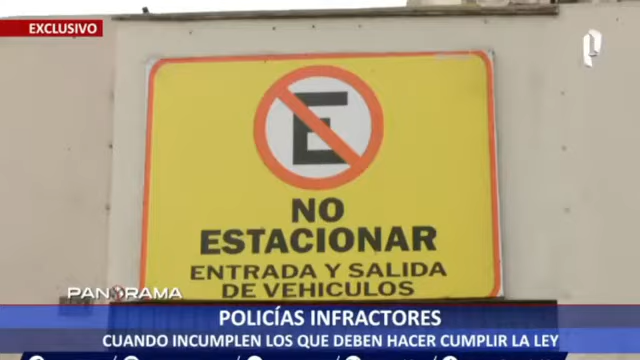 EXCLUSIVO
E
NO
ESTACIONAR
ENTRADA Y SALIDA
DE VEHICULOS
PANORAMA
POLICÍAS INFRACTORES
CUANDO INCUMPLEN LOS QUE DEBEN HACER CUMPLIR LA LEY